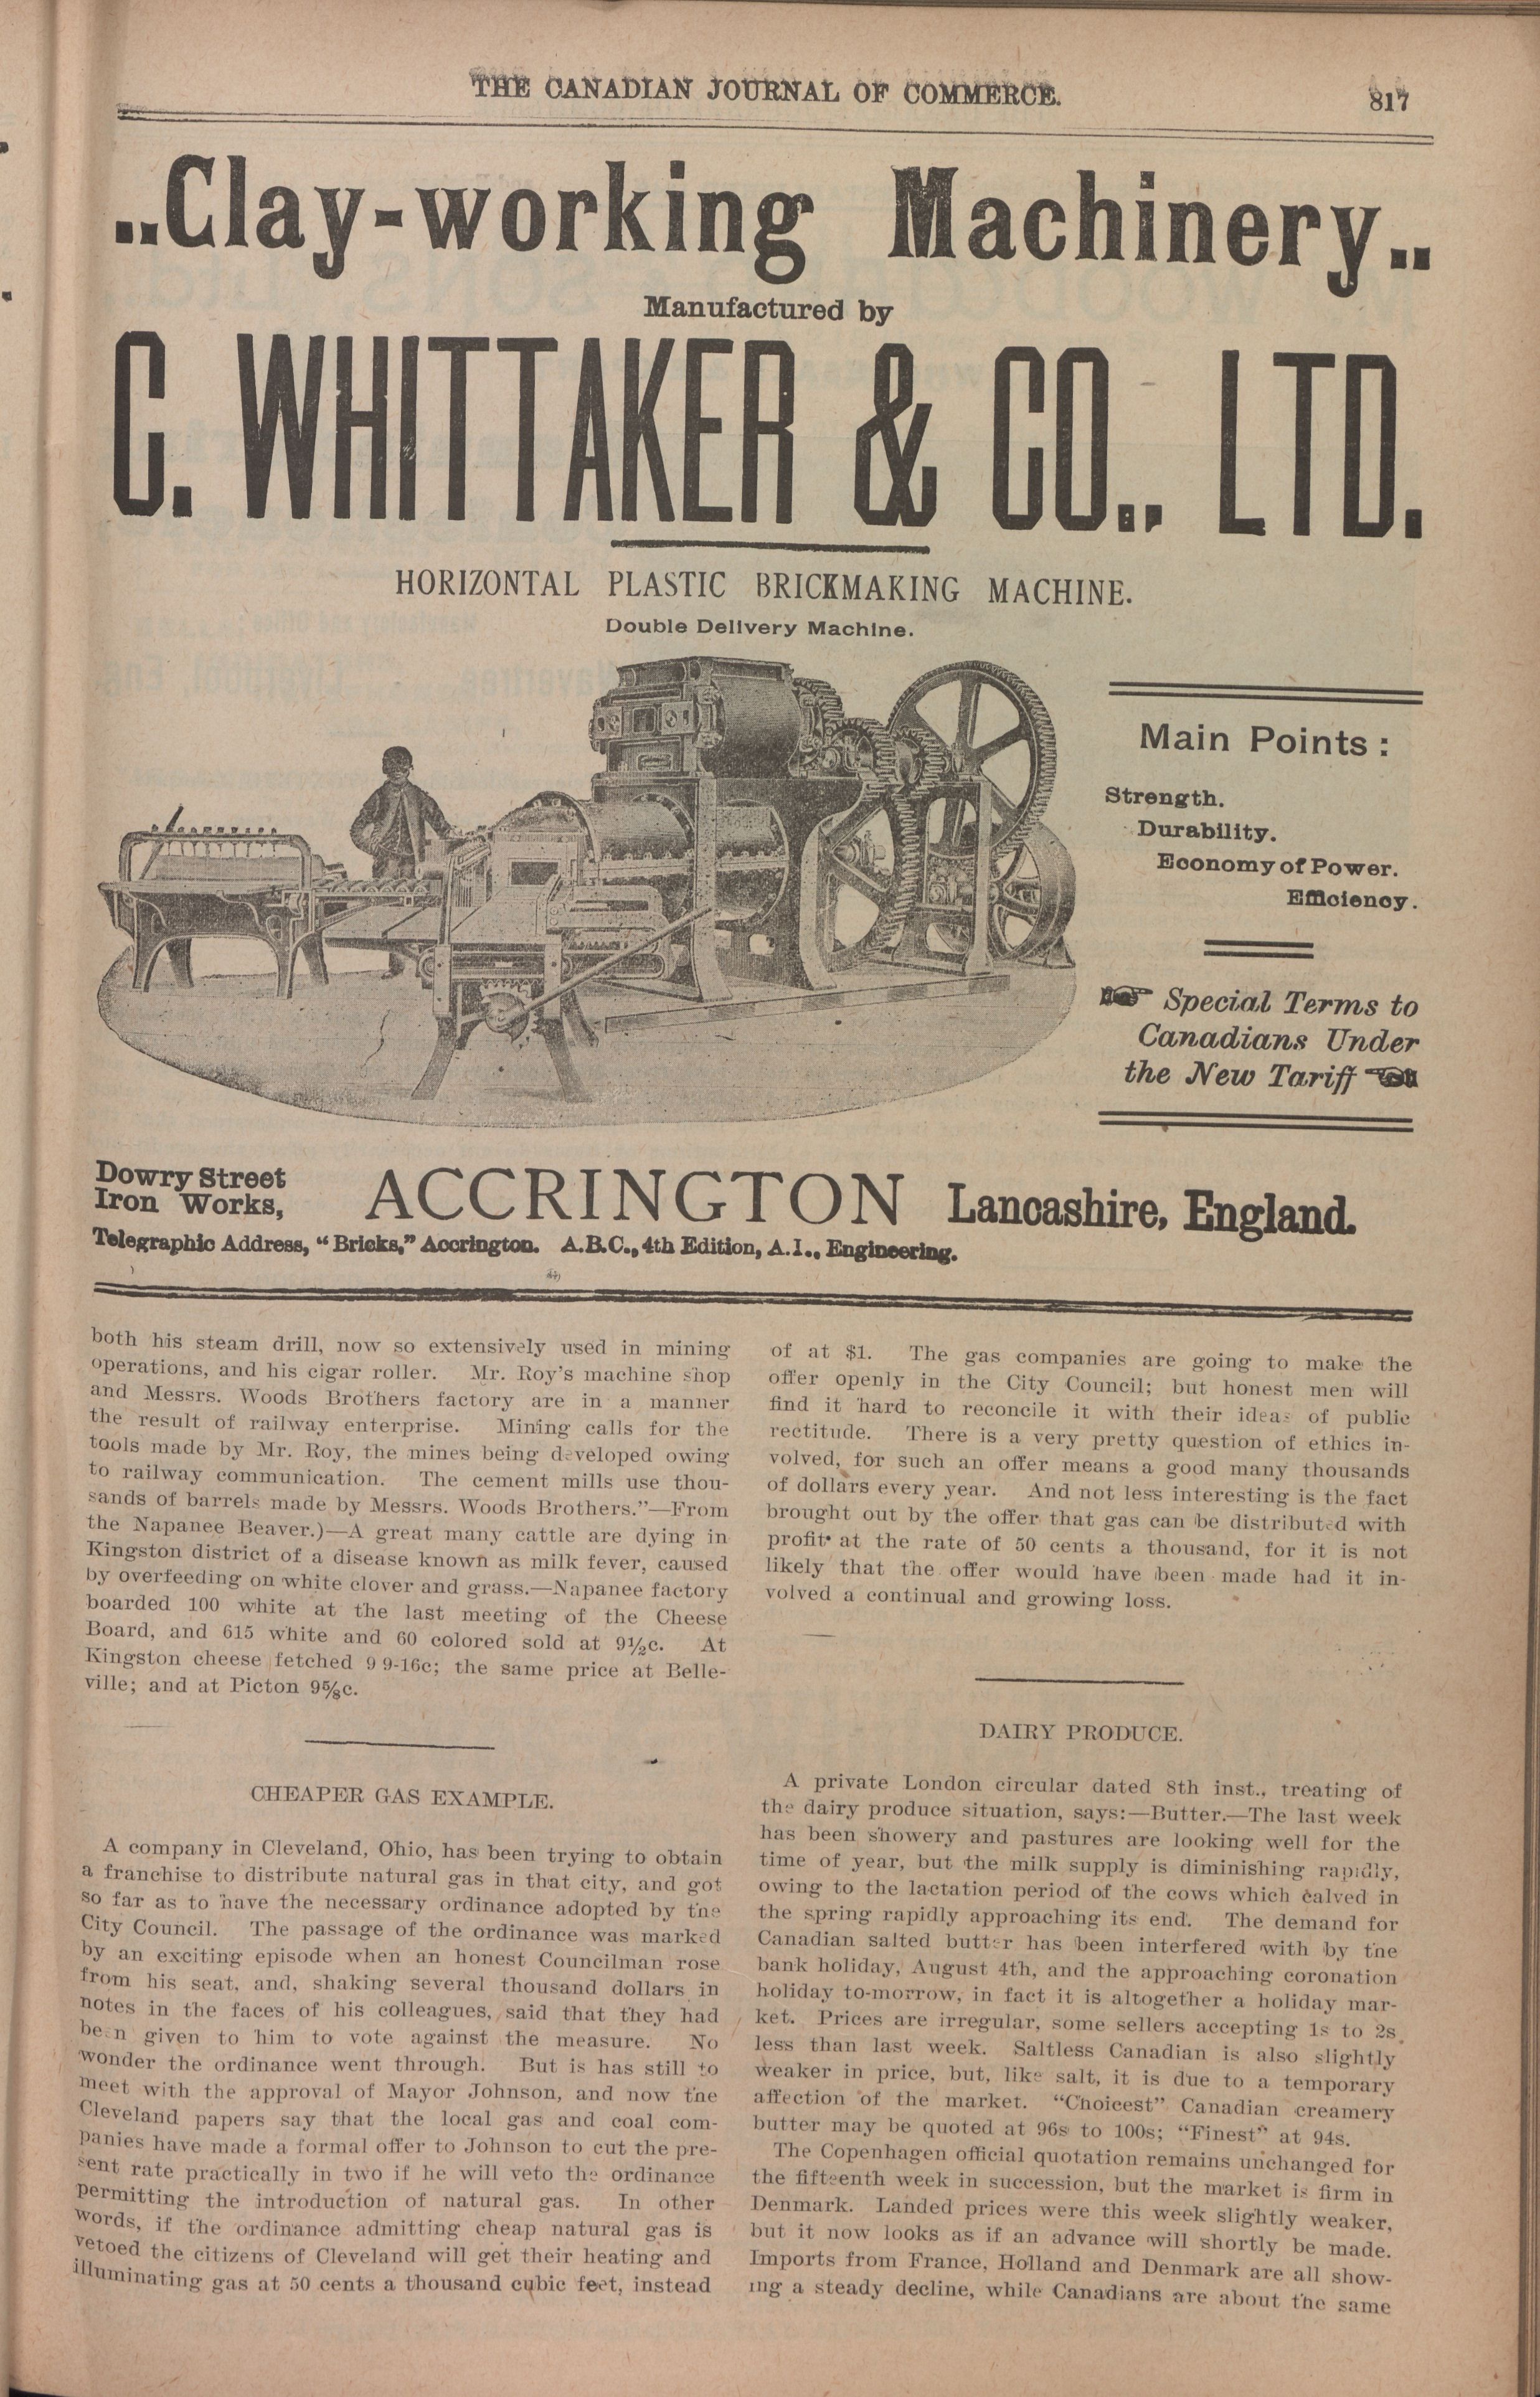 THE CANADIAN JOURNAL OF COMMERCE.
817
..Clay-working Machinery..
Manufactured by
C. WHITTAKER & CO., LTD.
HORIZONTAL PLASTIC BRICKMAKING MACHINE.
Double Delivery Machine.
Main Points:
Strength.
Durability.
Economy of Power.
Efficiency.
Special Terms to
Canadians Under
the New Tariff
Dowry Street
Iron Works,
ACCRINGTON Lancashire, England.
Telegraphic Address, "Bricks," Accrington. A.B.C., 4th Edition, A.I., Engineering.
both his steam drill, now so extensively used in mining
operations, and his cigar roller. Mr. Roy's machine shop
and Messrs. Woods Brothers factory are in a manner
the result of railway enterprise. Mining calls for the
tools made by Mr. Roy, the mines being developed owing
to railway communication. The cement mills use thou-
sands of barrels made by Messrs. Woods Brothers."—From
the Napanee Beaver.)—A great many cattle are dying in
Kingston district of a disease known as milk fever, caused
by overfeeding on white clover and grass.—Napanee factory
boarded 100 white at the last meeting of the Cheese
Board, and 615 white and 60 colored sold at 9½c. At
Kingston cheese fetched 9 9-16c; the same price at Belle-
ville; and at Picton 9⅝c.
CHEAPER GAS EXAMPLE.
A company in Cleveland, Ohio, has been trying to obtain
a franchise to distribute natural gas in that city, and got
so far as to have the necessary ordinance adopted by the
City Council. The passage of the ordinance was marked
by an exciting episode when an honest Councilman rose
from his seat, and, shaking several thousand dollars in
notes in the faces of his colleagues, said that they had
been given to him to vote against the measure. No
wonder the ordinance went through. But is has still to
meet with the approval of Mayor Johnson, and now the
Cleveland papers say that the local gas and coal com-
panies have made a formal offer to Johnson to cut the pre-
sent rate practically in two if he will veto the ordinance
permitting the introduction of natural gas. In other
words, if the ordinance admitting cheap natural gas is
vetoed the citizens of Cleveland will get their heating and
illuminating gas at 50 cents a thousand cubic feet, instead
of at $1. The gas companies are going to make the
offer openly in the City Council; but honest men will
find it hard to reconcile it with their ideas of public
rectitude. There is a very pretty question of ethics in-
volved, for such an offer means a good many thousands
of dollars every year. And not less interesting is the fact
brought out by the offer that gas can be distributed with
profit at the rate of 50 cents a thousand, for it is not
likely that the offer would have been made had it in-
volved a continual and growing loss.
DAIRY PRODUCE.
A private London circular dated 8th inst., treating of
the dairy produce situation, says:—Butter.—The last week
has been showery and pastures are looking well for the
time of year, but the milk supply is diminishing rapidly,
owing to the lactation period of the cows which calved in
the spring rapidly approaching its end. The demand for
Canadian salted butter has been interfered with by the
bank holiday, August 4th, and the approaching coronation
holiday to-morrow, in fact it is altogether a holiday mar-
ket. Prices are irregular, some sellers accepting 1s to 2s
less than last week. Saltless Canadian is also slightly
weaker in price, but, like salt, it is due to a temporary
affection of the market. "Choicest" Canadian creamery
butter may be quoted at 96s to 100s; "Finest" at 94s.
The Copenhagen official quotation remains unchanged for
the fifteenth week in succession, but the market is firm in
Denmark. Landed prices were this week slightly weaker,
but it now looks as if an advance will shortly be made.
Imports from France, Holland and Denmark are all show-
ing a steady decline, while Canadians are about the same